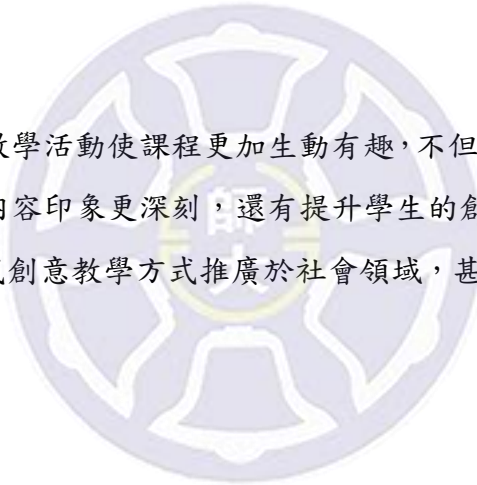 教學活動使課程更加生動有趣，不但
內容印象更深刻，還有提升學生的創
創意教學方式推廣於社會領域，甚
師大